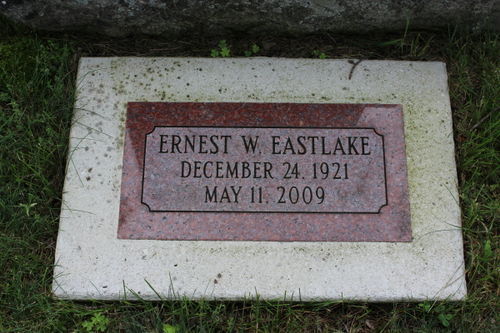 ERNEST W. EASTLAKE
DECEMBER 24. 1921
MAY 11. 2009